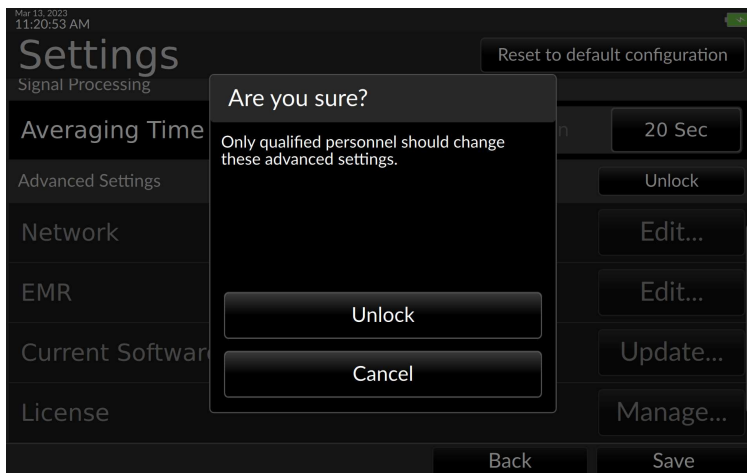 Mar 13, 2023
11:20:53 AM
Settings
Reset to default configuration
Signal Processing
Averaging Time
20 Sec
Advanced Settings
Unlock
Network
Edit...
EMR
Edit...
Current
Update...
License
Manage...
Are you sure?
Only qualified personnel should change
these advanced settings.
Unlock
Cancel
Back
Save